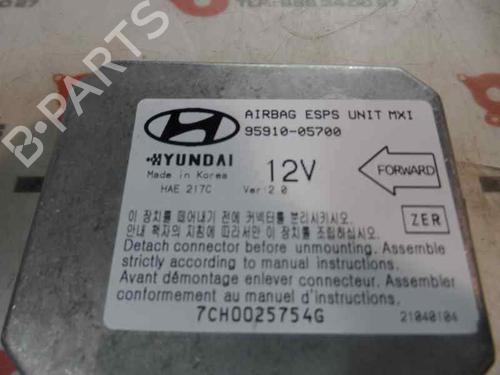 AIRBAG ESPS UNIT MXI
95910-05700
HYUNDAI
Made in Korea
12V
FORWARD
HAE 217C
Ver:2.0
ZER
이 장치를 떼어내기 전에 커넥터를 분리시키시오.
안내 책자의 지침에 따라서만 이 장치를 조립하십시오.
Detach connector before unmounting. Assemble
strictly according to manual instructions.
Avant démontage enlever connecteur. Assembler
conformement au manuel d'instructions.
7CH0025754G
21040104
B-PARTS